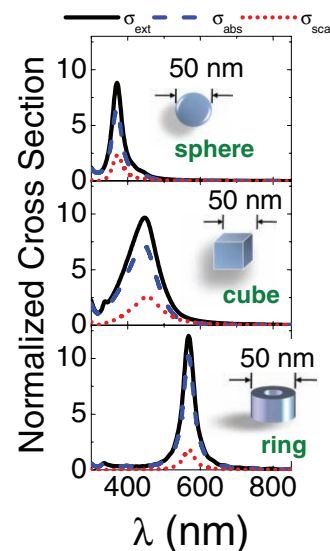 σext σabs σsca
Normalized Cross Section
10
5
0
50 nm
sphere
10
5
0
cube
50 nm
10
5
0
50 nm
ring
400 600 800
λ (nm)